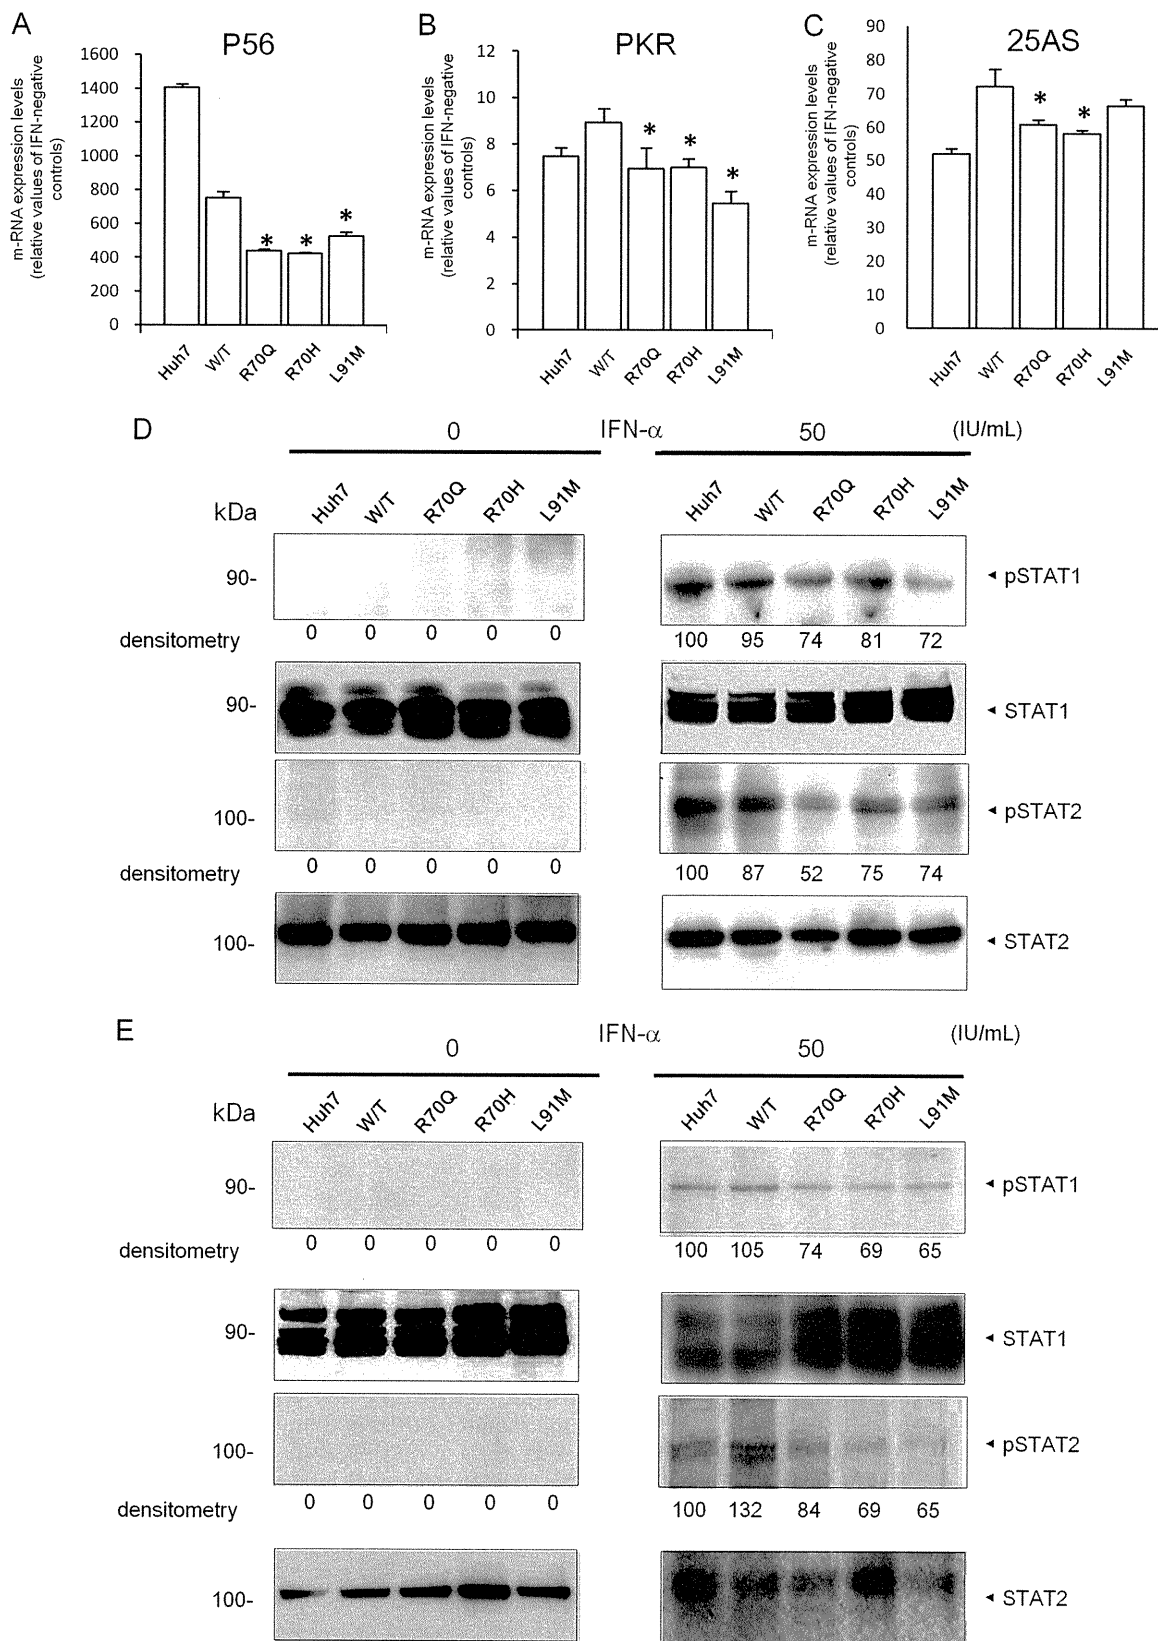 A
P56
m-RNA expression levels
(relative values of IFN-negative
controls)
1600
1400
1200
1000
800
600
400
200
0
* * *
Huh7 W/T R70Q R70H L91M
B
PKR
m-RNA expression levels
(relative values of IFN-negative
controls)
12
10
8
6
4
2
0
* * *
Huh7 W/T R70Q R70H L91M
C
25AS
m-RNA expression levels
(relative values of IFN-negative
controls)
90
80
70
60
50
40
30
20
10
0
* *
Huh7 W/T R70Q R70H L91M
D
0 IFN-α 50 (IU/mL)
kDa Huh7 W/T R70Q R70H L91M Huh7 W/T R70Q R70H L91M
90- ◄ pSTAT1
densitometry 0 0 0 0 0 100 95 74 81 72
90- ◄ STAT1
100- ◄ pSTAT2
densitometry 0 0 0 0 0 100 87 52 75 74
100- ◄ STAT2
E
0 IFN-α 50 (IU/mL)
kDa Huh7 W/T R70Q R70H L91M Huh7 W/T R70Q R70H L91M
90- ◄ pSTAT1
densitometry 0 0 0 0 0 100 105 74 69 65
90- ◄ STAT1
100- ◄ pSTAT2
densitometry 0 0 0 0 0 100 132 84 69 65
100- ◄ STAT2